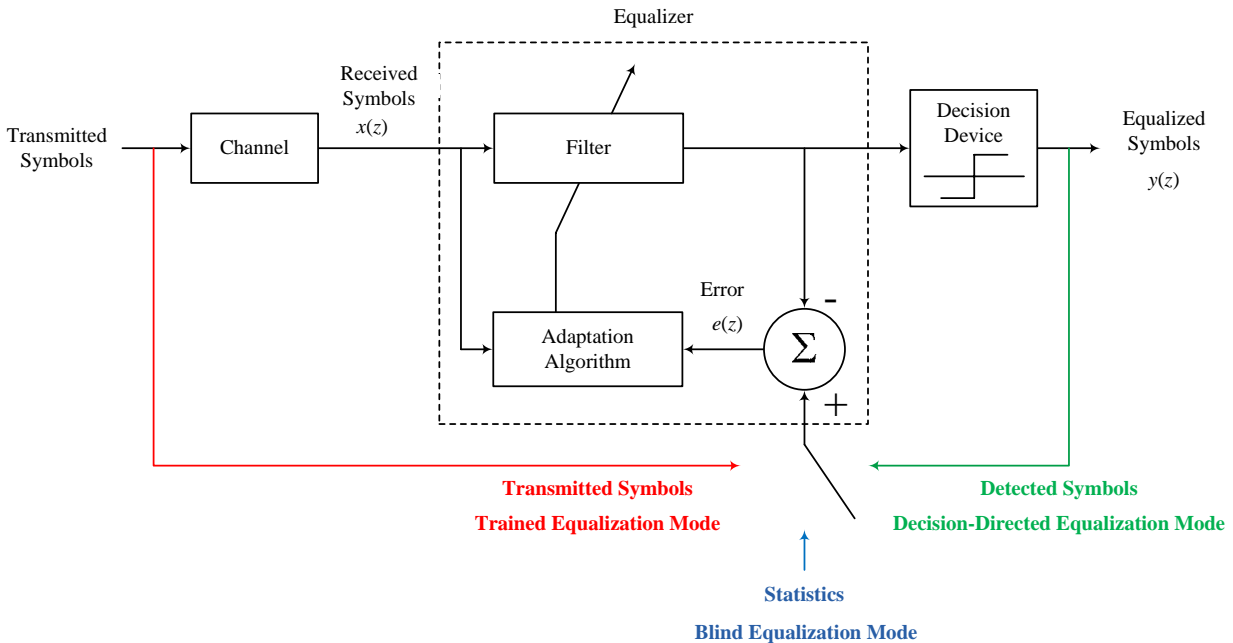 Equalizer
Received
Symbols
x(z)
Transmitted
Symbols
Channel
Filter
Decision
Device
Equalized
Symbols
y(z)
Error
e(z)
-
Adaptation
Algorithm
Σ
+
Transmitted Symbols
Trained Equalization Mode
Detected Symbols
Decision-Directed Equalization Mode
Statistics
Blind Equalization Mode